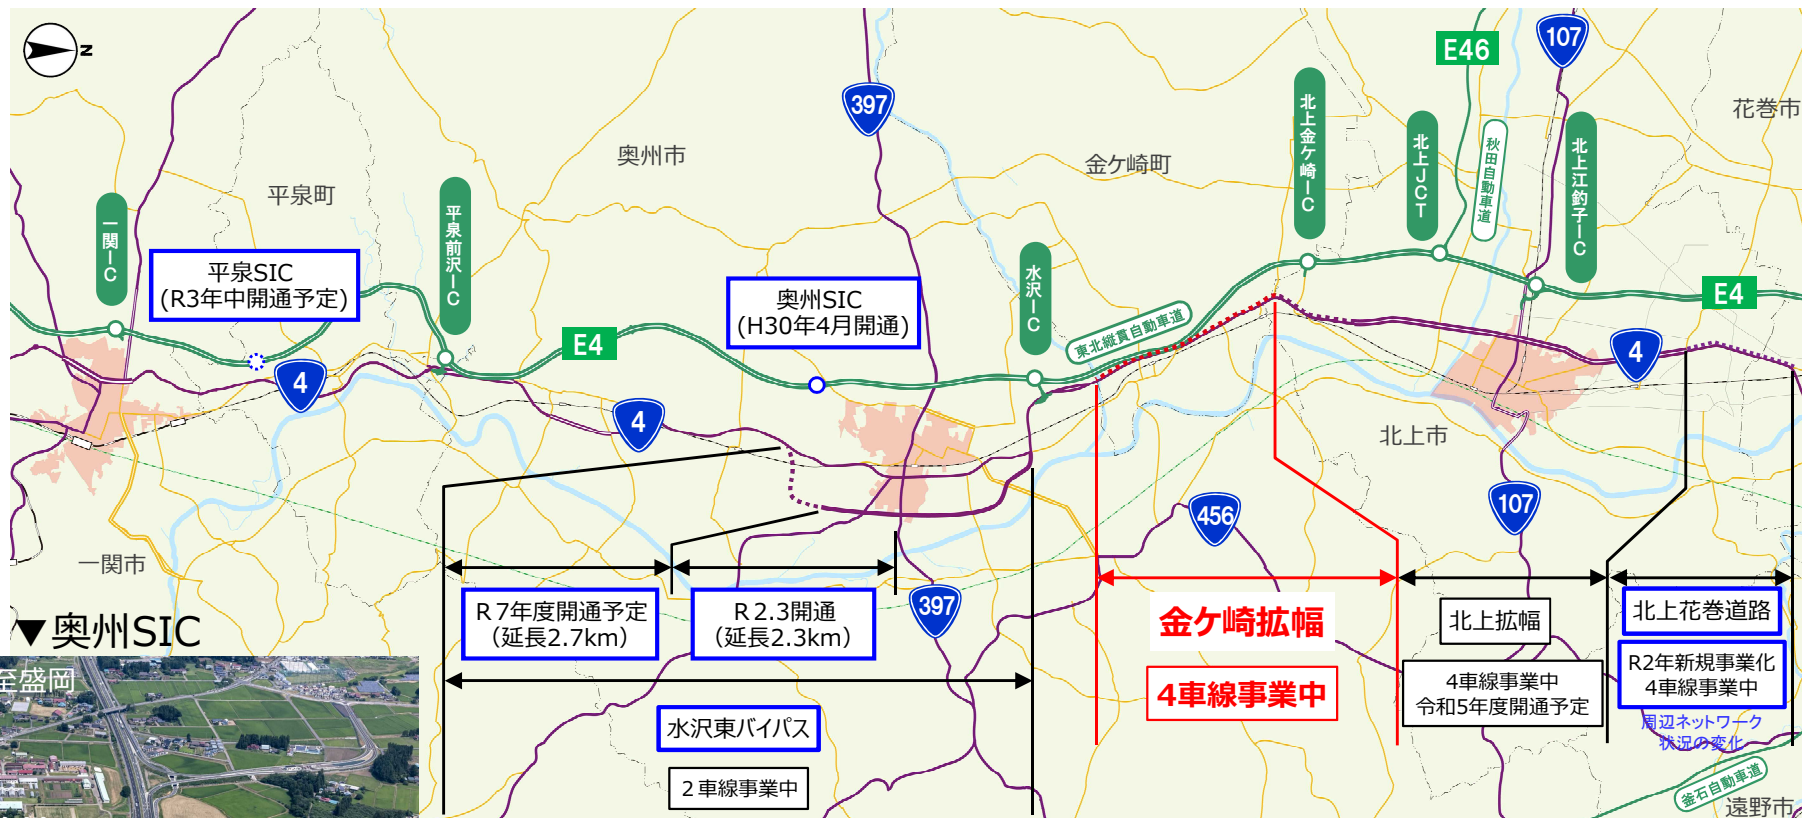 N
E46
107
397
花巻市
北上金ケ崎IC
北上JCT
秋田自動車道
北上江釣子IC
奥州市
金ケ崎町
平泉町
一関IC
平泉前沢IC
平泉SIC
(R3年中開通予定)
奥州SIC
(H30年4月開通)
水沢IC
東北縦貫自動車道
E4
E4
4
4
4
北上市
456
107
一関市
R7年度開通予定
(延長2.7km)
R2.3開通
(延長2.3km)
397
金ケ崎拡幅
北上拡幅
北上花巻道路
▼奥州SIC
至盛岡
4車線事業中
4車線事業中
令和5年度開通予定
R2年新規事業化
4車線事業中
周辺ネットワーク
状況の変化
水沢東バイパス
2車線事業中
釜石自動車道
遠野市